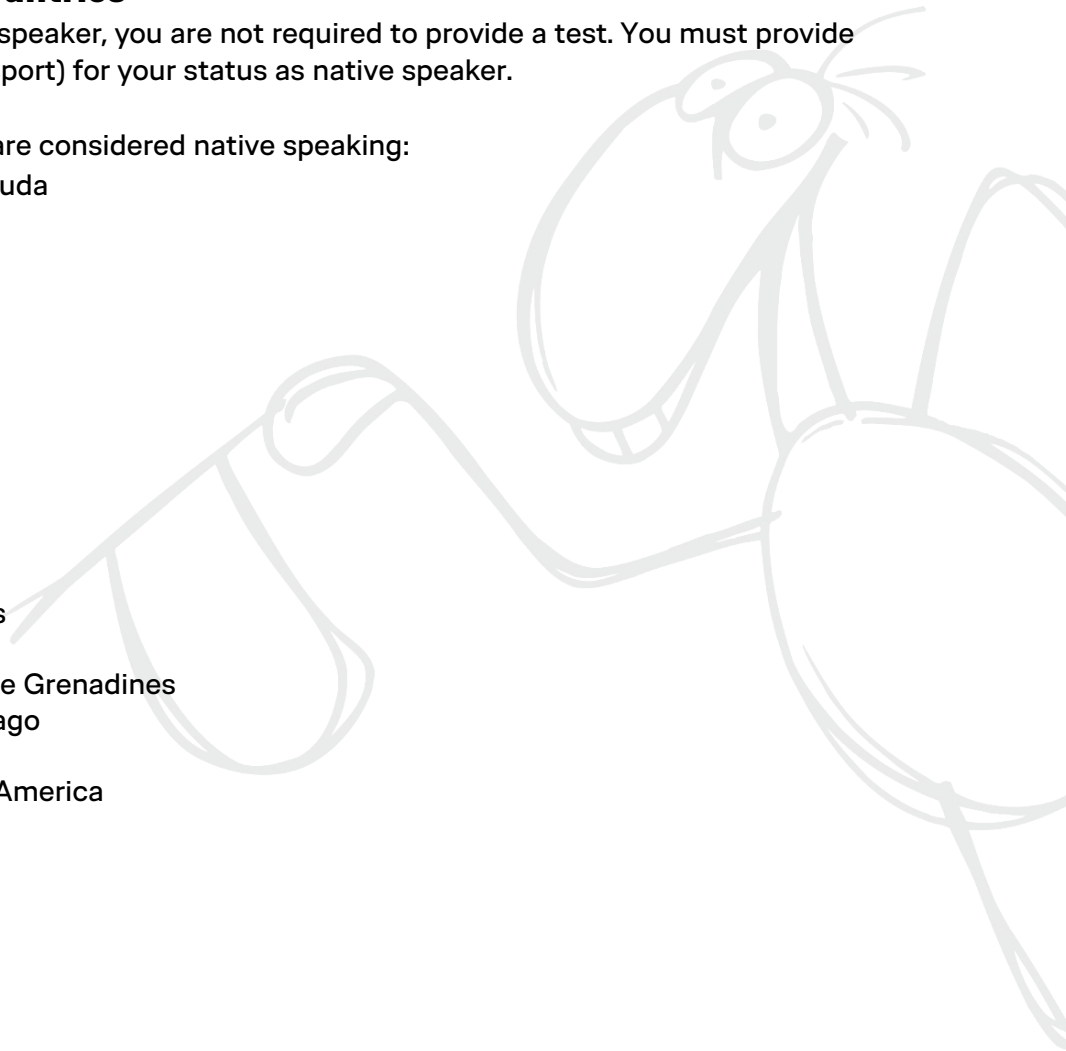 speaker, you are not required to provide a test. You must provide
port) for your status as native speaker.
are considered native speaking:
uda
s
e Grenadines
ago
America